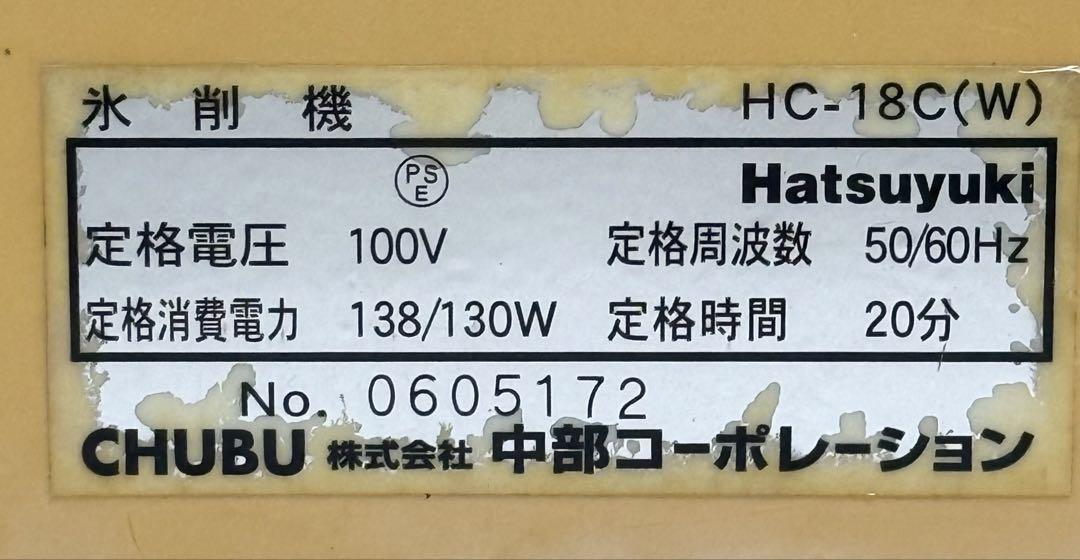 氷削機 HC-18C(W)
PSE Hatsuyuki
定格電圧 100V 定格周波数 50/60Hz
定格消費電力 138/130W 定格時間 20分
No. 0605172
CHUBU 株式会社 中部コーポレーション